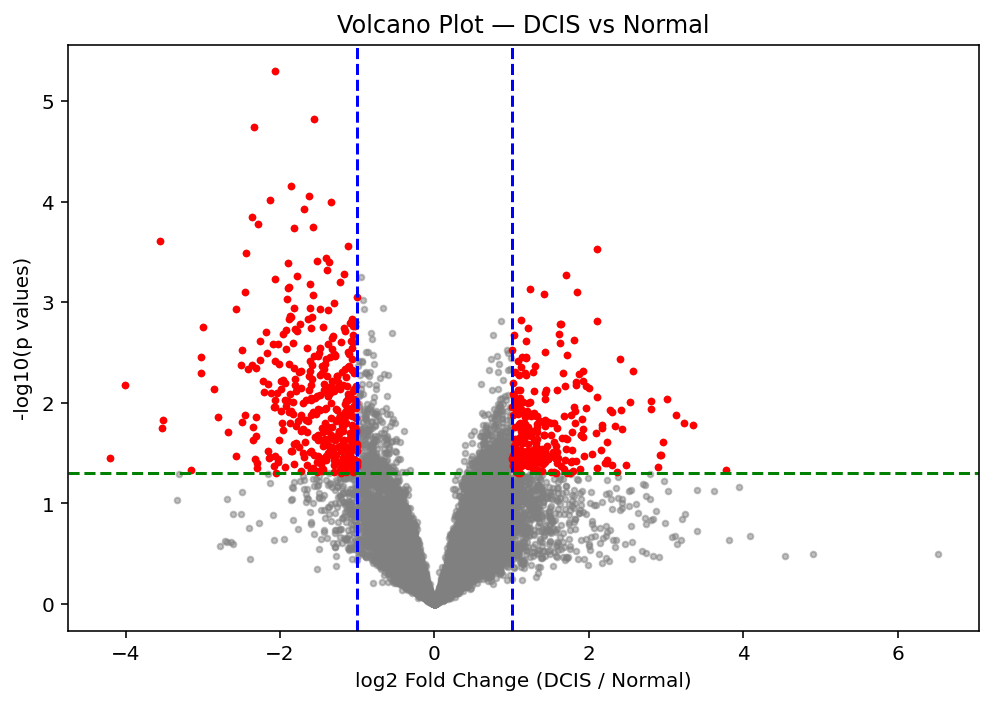 Volcano Plot — DCIS vs Normal
-log10(p values)
5
4
3
2
1
0
−4 −2 0 2 4 6
log2 Fold Change (DCIS / Normal)